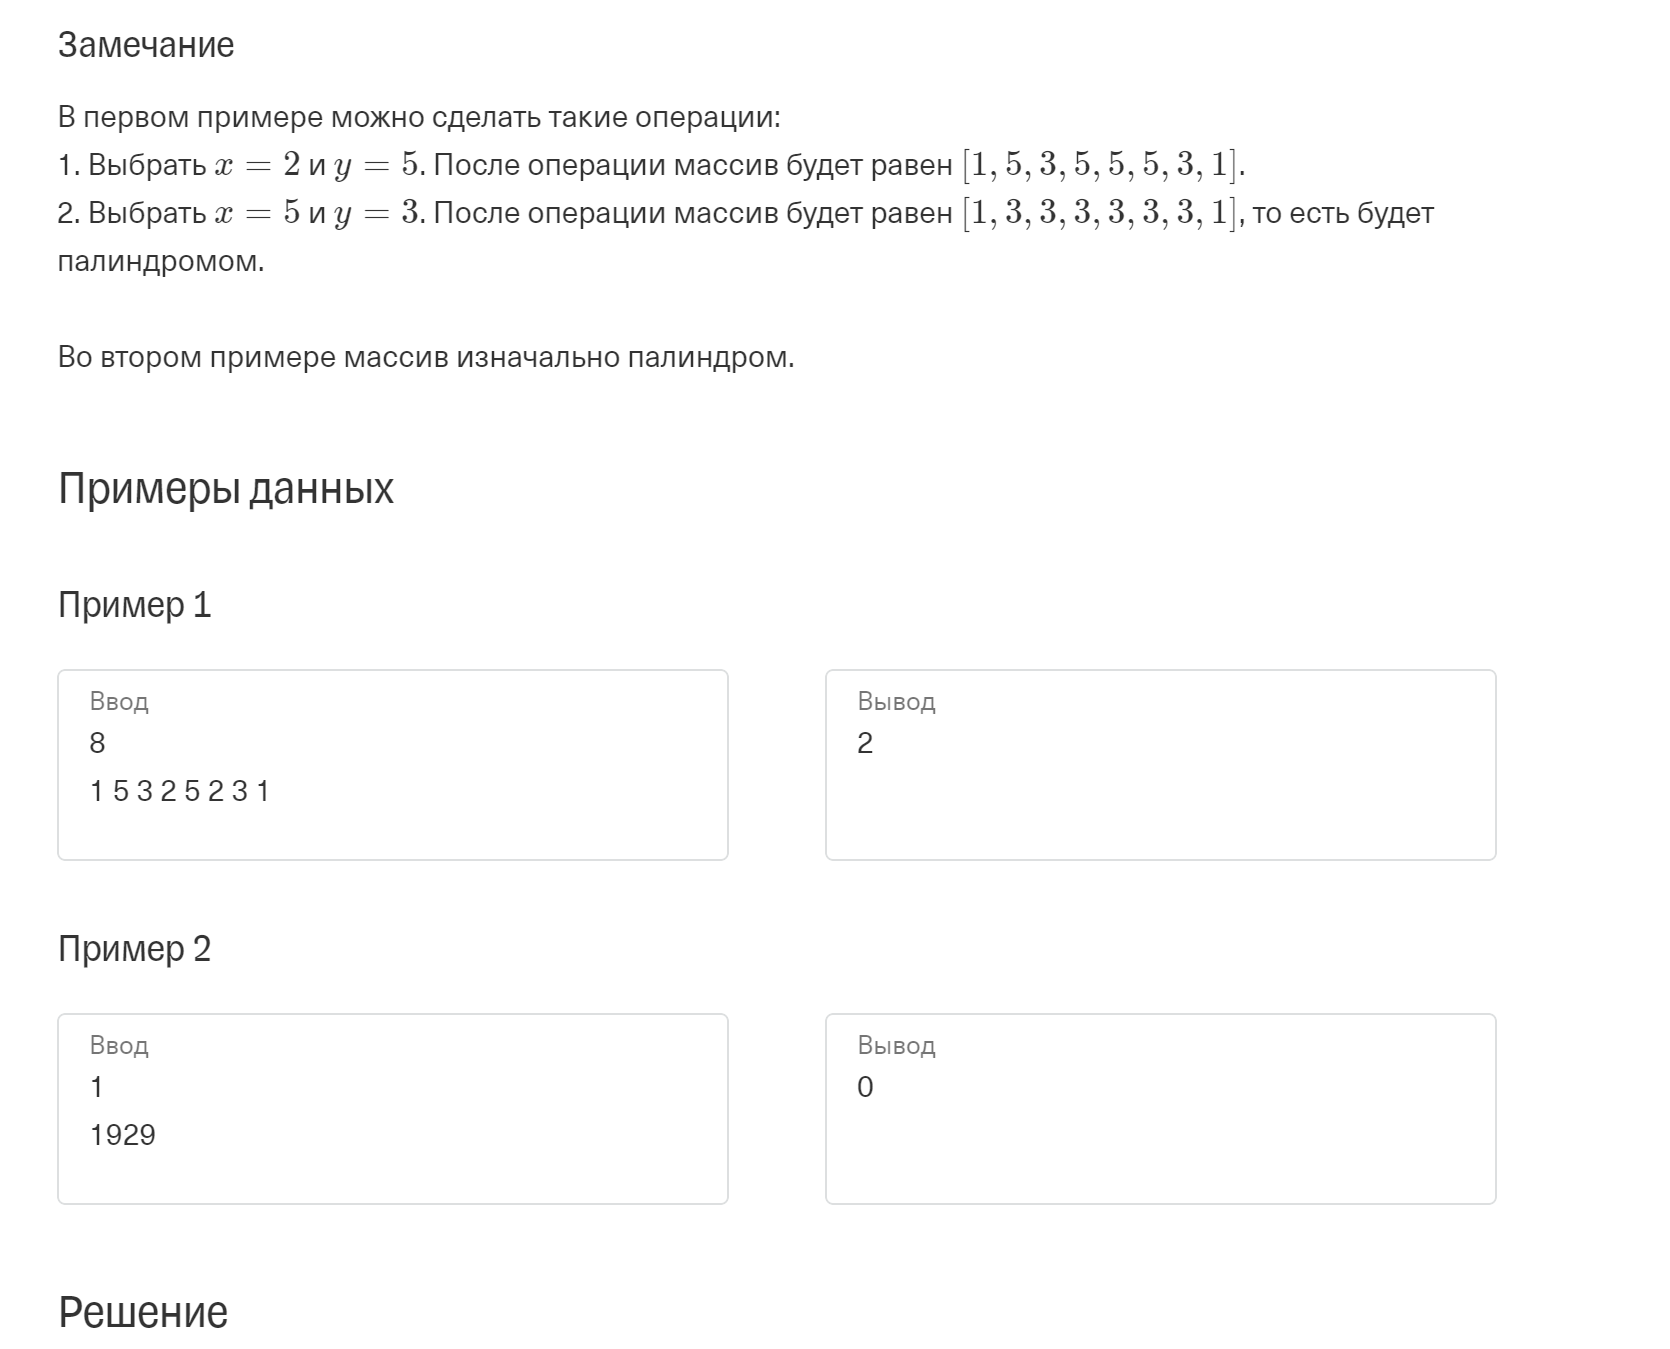 Замечание
В первом примере можно сделать такие операции:
1. Выбрать x = 2 и y = 5. После операции массив будет равен [1, 5, 3, 5, 5, 5, 3, 1].
2. Выбрать x = 5 и y = 3. После операции массив будет равен [1, 3, 3, 3, 3, 3, 3, 1], то есть будет
палиндромом.
Во втором примере массив изначально палиндром.
Примеры данных
Пример 1
Ввод
8
1 5 3 2 5 2 3 1
Вывод
2
Пример 2
Ввод
1
1929
Вывод
0
Решение